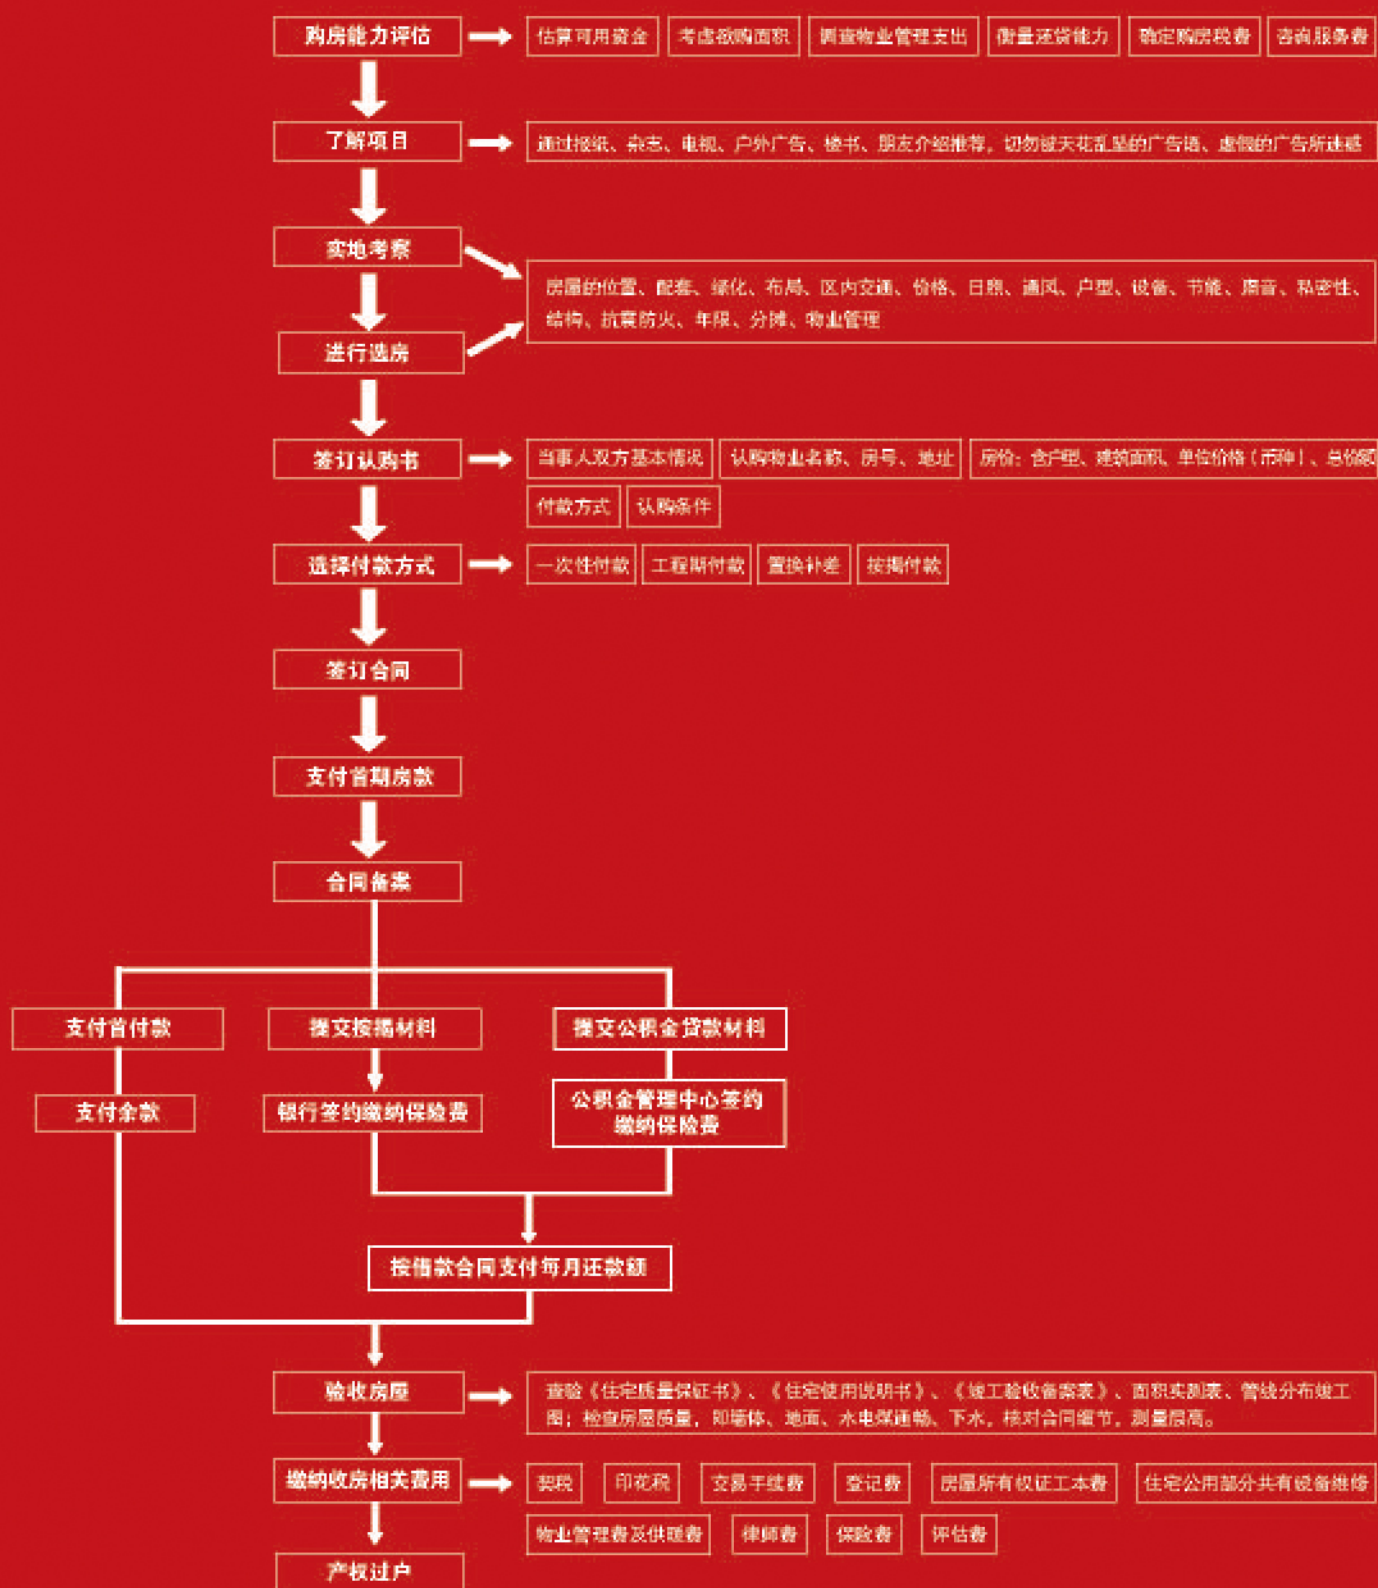 购房能力评估
估算可用资金
考虑欲购面积
调查物业管理支出
衡量还贷能力
确定购房税费
咨询服务费
了解项目
通过报纸、杂志、电视、户外广告、楼书、朋友介绍推荐，切勿被天花乱坠的广告语、虚假的广告所迷惑
实地考察
房屋的位置、配套、绿化、布局、区内交通、价格、日照、通风、户型、设备、节能、隔音、私密性、
结构、抗震防火、年限、分摊、物业管理
进行选房
签订认购书
当事人双方基本情况
认购物业名称、房号、地址
房价：含户型、建筑面积、单位价格（币种）、总价额
付款方式
认购条件
选择付款方式
一次性付款
工程期付款
置换补差
按揭付款
签订合同
支付首期房款
合同备案
支付首付款
提交按揭材料
提交公积金贷款材料
支付余款
银行签约缴纳保险费
公积金管理中心签约
缴纳保险费
按借款合同支付每月还款额
验收房屋
查验《住宅质量保证书》、《住宅使用说明书》、《竣工验收备案表》、面积实测表、管线分布竣工
图；检查房屋质量，即墙体、地面、水电煤通畅、下水，核对合同细节，测量层高。
缴纳收房相关费用
契税
印花税
交易手续费
登记费
房屋所有权证工本费
住宅公用部分共有设备维修
物业管理费及供暖费
律师费
保险费
评估费
产权过户